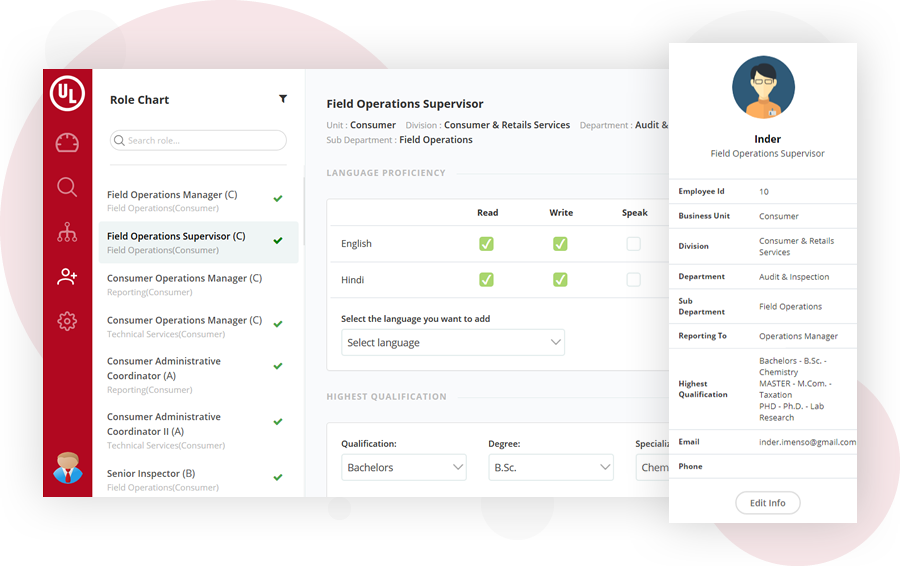 UL
Role Chart
Search role...
Field Operations Manager (C)
Field Operations(Consumer)
Field Operations Supervisor (C)
Field Operations(Consumer)
Consumer Operations Manager (C)
Reporting(Consumer)
Consumer Operations Manager (C)
Technical Services(Consumer)
Consumer Administrative
Coordinator (A)
Reporting(Consumer)
Consumer Administrative
Coordinator II (A)
Technical Services(Consumer)
Senior Inspector (B)
Field Operations(Consumer)
Field Operations Supervisor
Unit : Consumer Division : Consumer & Retails Services Department : Audit &
Sub Department : Field Operations
LANGUAGE PROFICIENCY
Read Write Speak
English
Hindi
Select the language you want to add
Select language
HIGHEST QUALIFICATION
Qualification: Degree: Specializ
Bachelors B.Sc. Chem
Inder
Field Operations Supervisor
Employee Id 10
Business Unit Consumer
Division Consumer & Retails
Services
Department Audit & Inspection
Sub
Department Field Operations
Reporting To Operations Manager
Highest
Qualification Bachelors - B.Sc. -
Chemistry
MASTER - M.Com. -
Taxation
PHD - Ph.D. - Lab
Research
Email inder.imenso@gmail.com
Phone
Edit Info